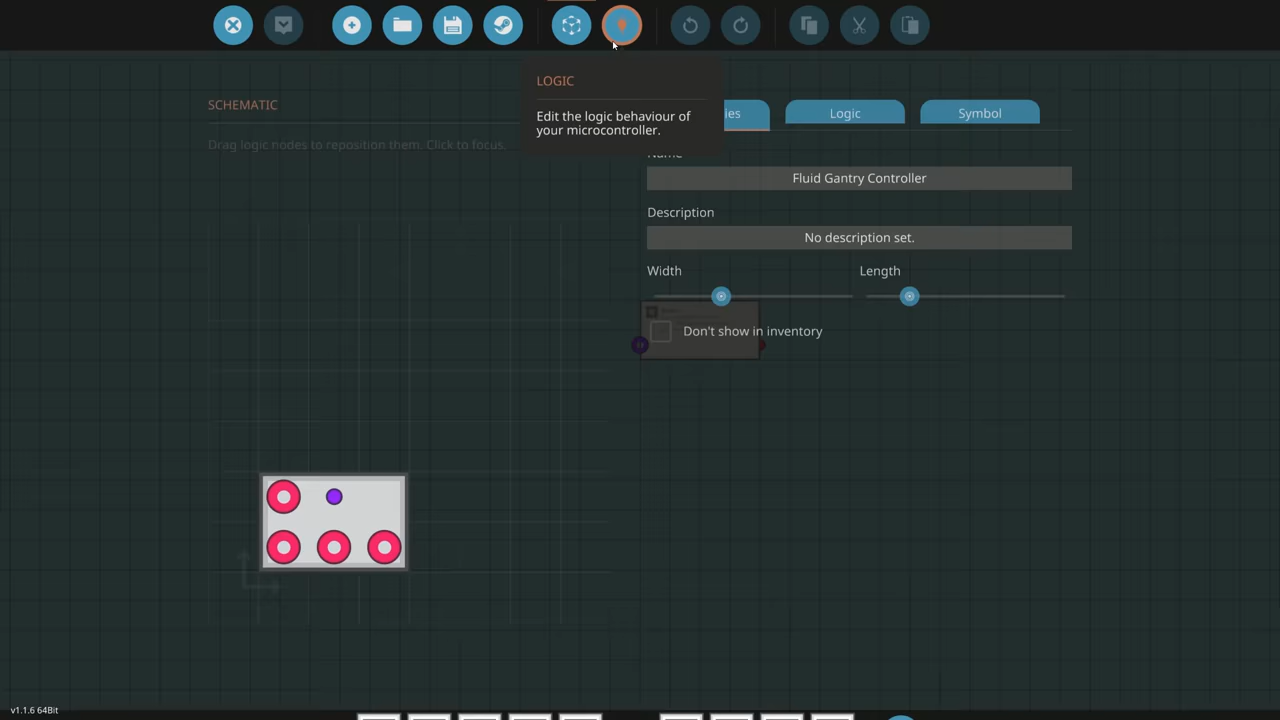 LOGIC
Edit the logic behaviour of
your microcontroller.
SCHEMATIC
Drag logic nodes to reposition them. Click to focus.
Logic
Symbol
Name
Fluid Gantry Controller
Description
No description set.
Width
Length
Don't show in inventory
v1.1.6 64Bit